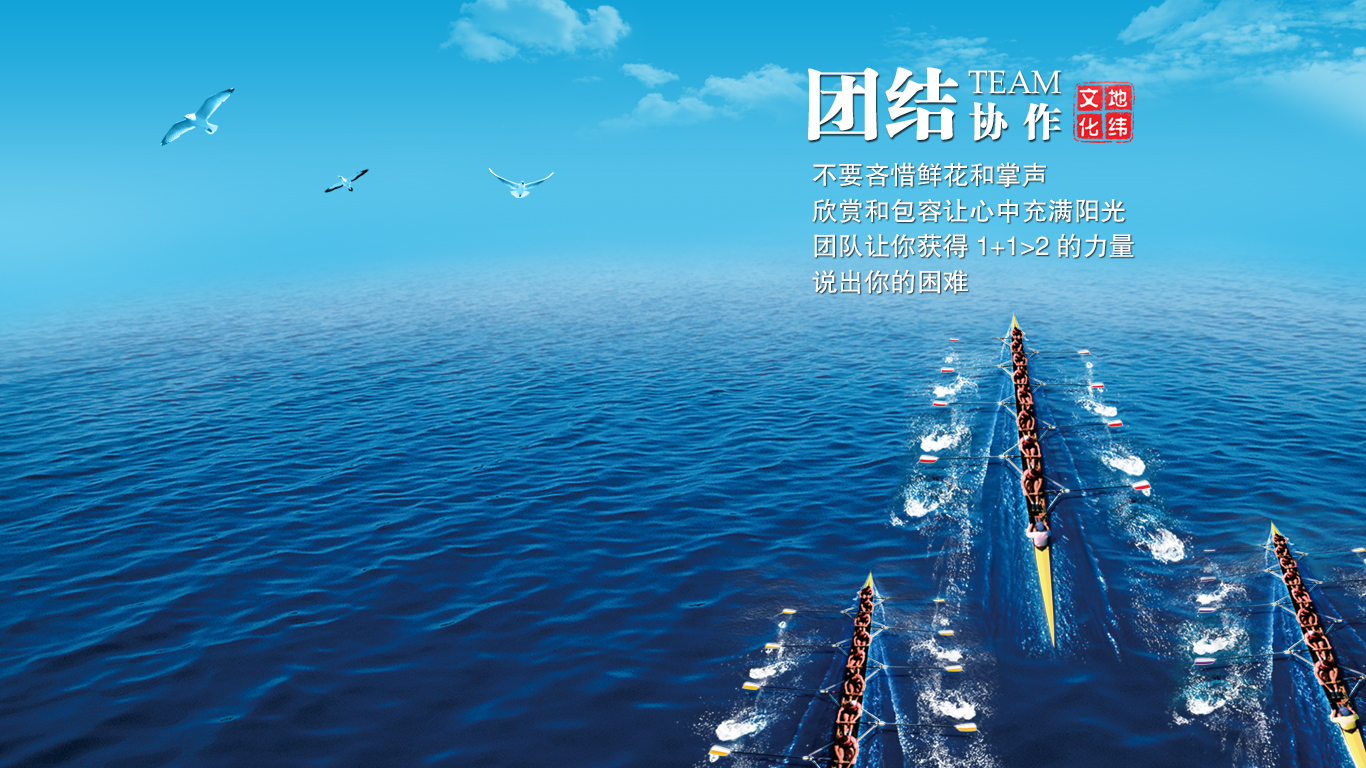 团结 TEAM
协作
地纬
文化
不要吝惜鲜花和掌声
欣赏和包容让心中充满阳光
团队让你获得 1+1>2 的力量
说出你的困难